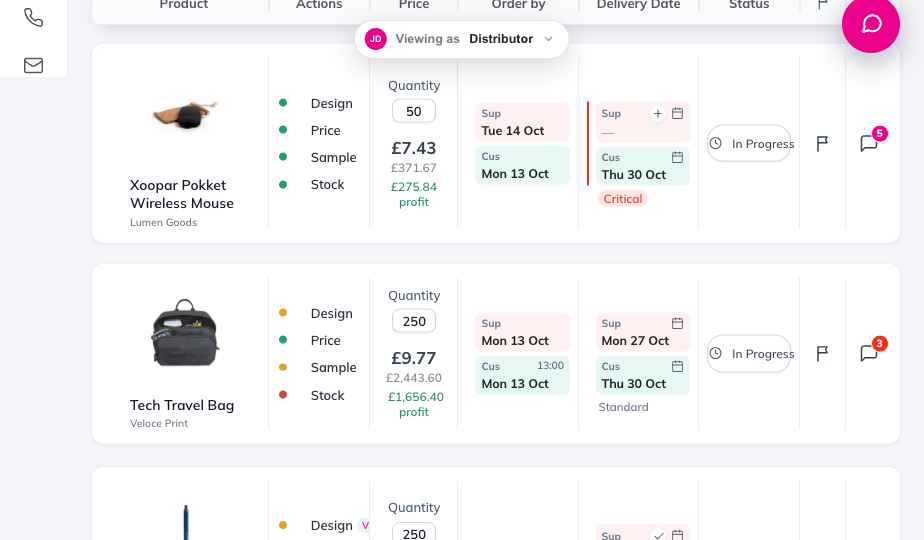 Product
Actions
Price
Order by
Delivery Date
Status
JD Viewing as Distributor
Xoopar Pokket
Wireless Mouse
Lumen Goods
Design
Price
Sample
Stock
Quantity
50
£7.43
£371.67
£275.84
profit
Sup
Tue 14 Oct
Cus
Mon 13 Oct
Sup
—
Cus
Thu 30 Oct
Critical
In Progress
5
Tech Travel Bag
Veloce Print
Design
Price
Sample
Stock
Quantity
250
£9.77
£2,443.60
£1,656.40
profit
Sup
Mon 13 Oct
Cus 13:00
Mon 13 Oct
Sup
Mon 27 Oct
Cus
Thu 30 Oct
Standard
In Progress
3
Design V
Quantity
250
Sup